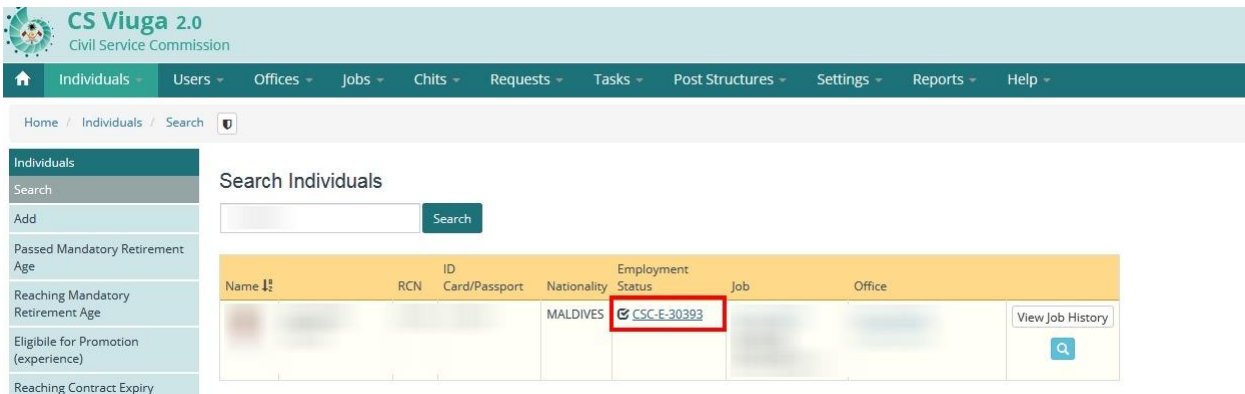 CS Viuga 2.0
Civil Service Commission
Individuals Users Offices Jobs Chits Requests Tasks Post Structures Settings Reports Help
Home / Individuals / Search
Individuals
Search
Add
Passed Mandatory Retirement
Age
Reaching Mandatory
Retirement Age
Eligibile for Promotion
(experience)
Reaching Contract Expiry
Search Individuals
Search
Name RCN ID Card/Passport Nationality Employment Status Job Office
MALDIVES CSC-E-30393 View Job History